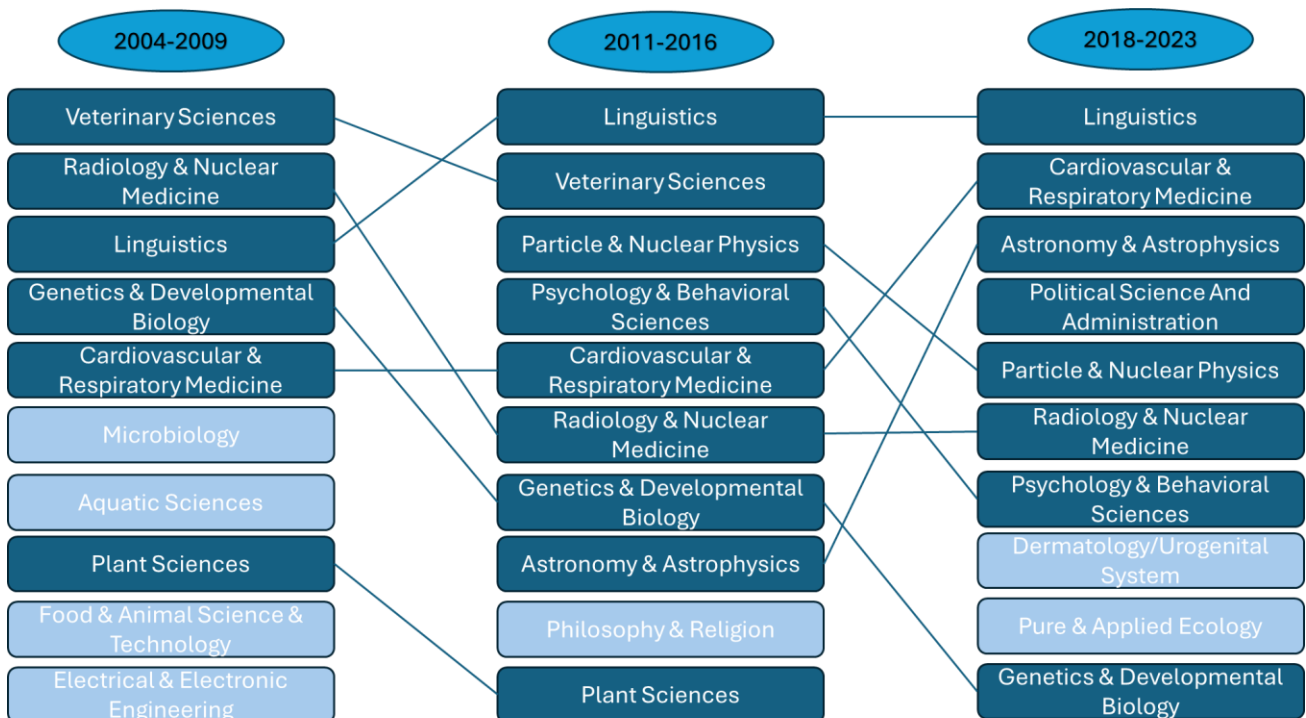 2004-2009
2011-2016
2018-2023
Veterinary Sciences
Radiology & Nuclear
Medicine
Linguistics
Genetics & Developmental
Biology
Cardiovascular &
Respiratory Medicine
Microbiology
Aquatic Sciences
Plant Sciences
Food & Animal Science &
Technology
Electrical & Electronic
Engineering
Linguistics
Veterinary Sciences
Particle & Nuclear Physics
Psychology & Behavioral
Sciences
Cardiovascular &
Respiratory Medicine
Radiology & Nuclear
Medicine
Genetics & Developmental
Biology
Astronomy & Astrophysics
Philosophy & Religion
Plant Sciences
Linguistics
Cardiovascular &
Respiratory Medicine
Astronomy & Astrophysics
Political Science And
Administration
Particle & Nuclear Physics
Radiology & Nuclear
Medicine
Psychology & Behavioral
Sciences
Dermatology/Urogenital
System
Pure & Applied Ecology
Genetics & Developmental
Biology